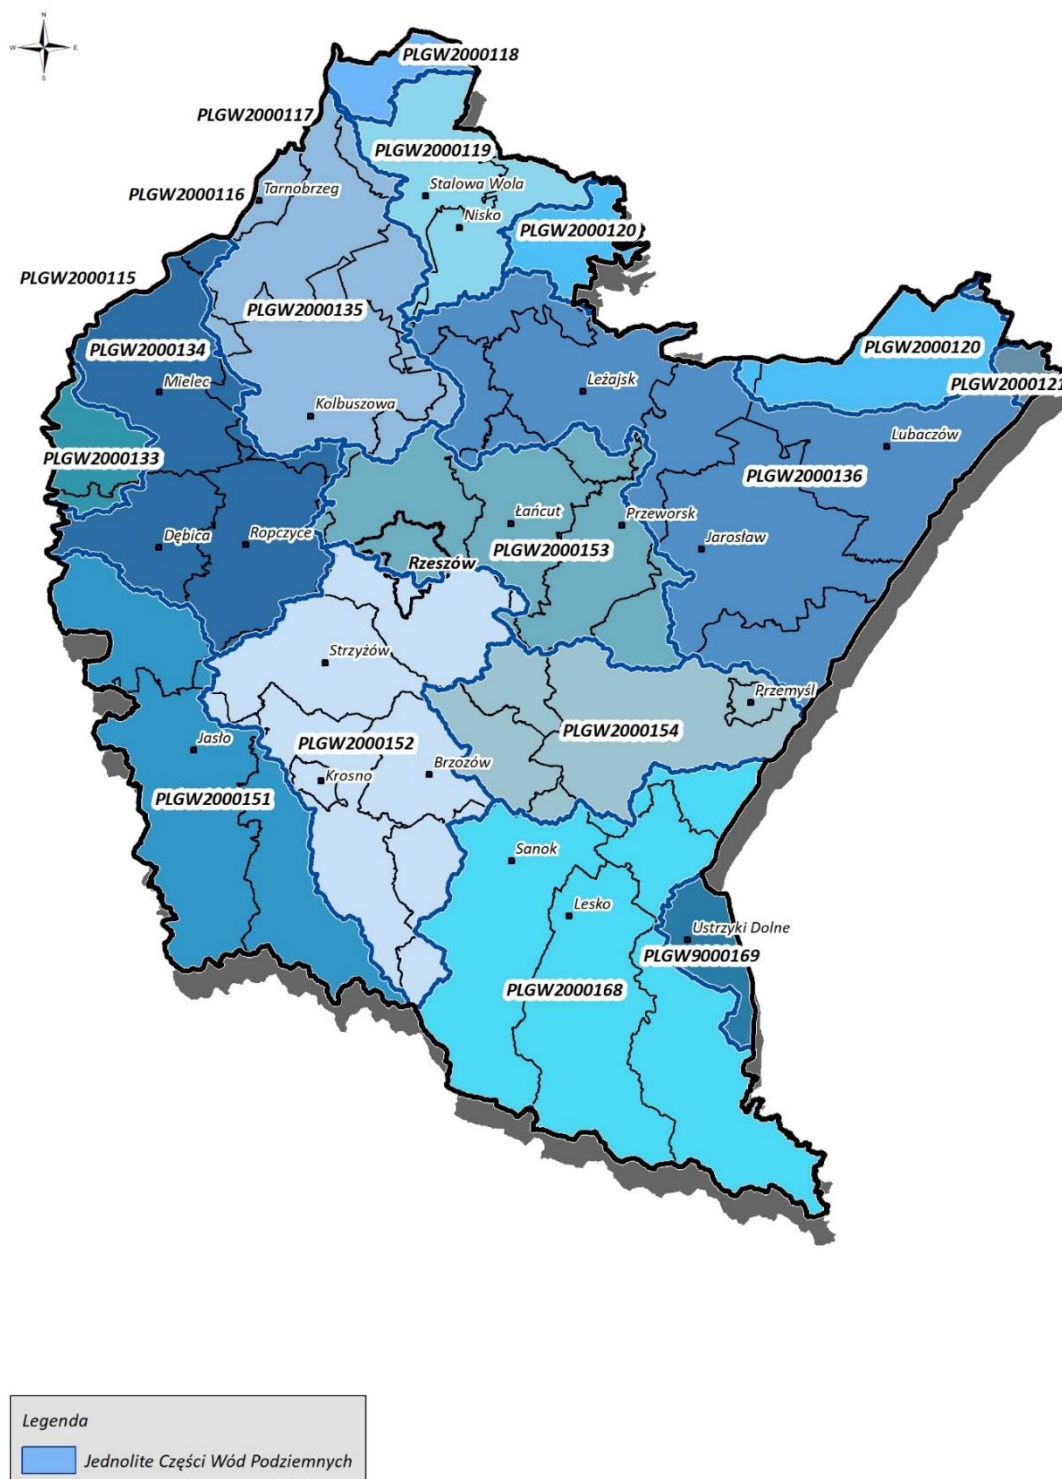 N
W E
S
PLGW2000118
PLGW2000117
PLGW2000119
PLGW2000116
Tarnobrzeg
Stalowa Wola
Nisko
PLGW2000120
PLGW2000115
PLGW2000135
PLGW2000134
PLGW2000120
Mielec
Leżajsk
PLGW2000121
Kolbuszowa
Lubaczów
PLGW2000133
PLGW2000136
Łańcut
Przeworsk
Dębica
Ropczyce
PLGW2000153
Jarosław
Rzeszów
Strzyżów
Przemyśl
PLGW2000154
Jasło
PLGW2000152
Brzozów
Krosno
PLGW2000151
Sanok
Lesko
Ustrzyki Dolne
PLGW9000169
PLGW2000168
Legenda
Jednolite Części Wód Podziemnych